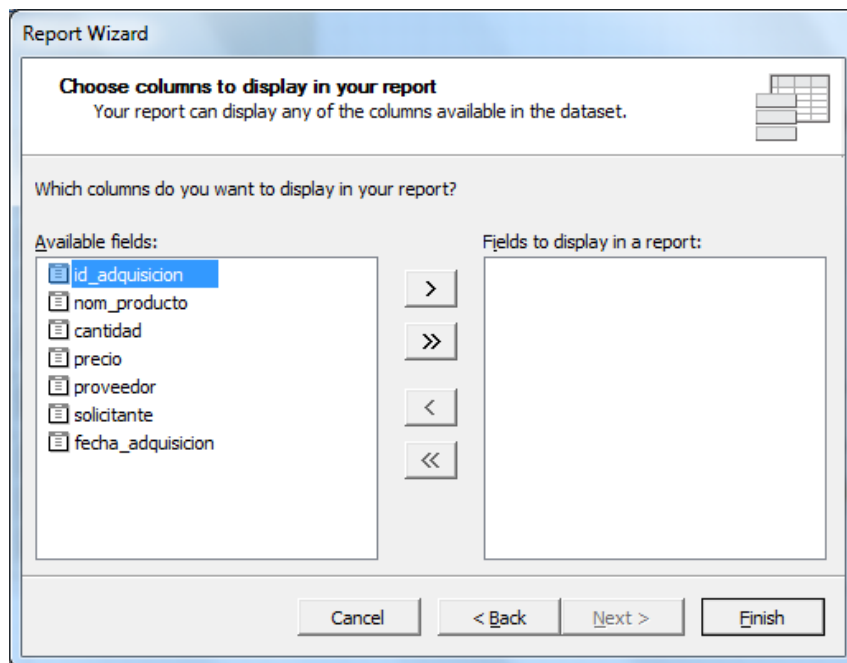 Report Wizard
Choose columns to display in your report
Your report can display any of the columns available in the dataset.
Which columns do you want to display in your report?
Available fields:
id_adquisicion
nom_producto
cantidad
precio
proveedor
solicitante
fecha_adquisicion
>
>>
<
<<
Fields to display in a report:
Cancel
< Back
Next >
Finish